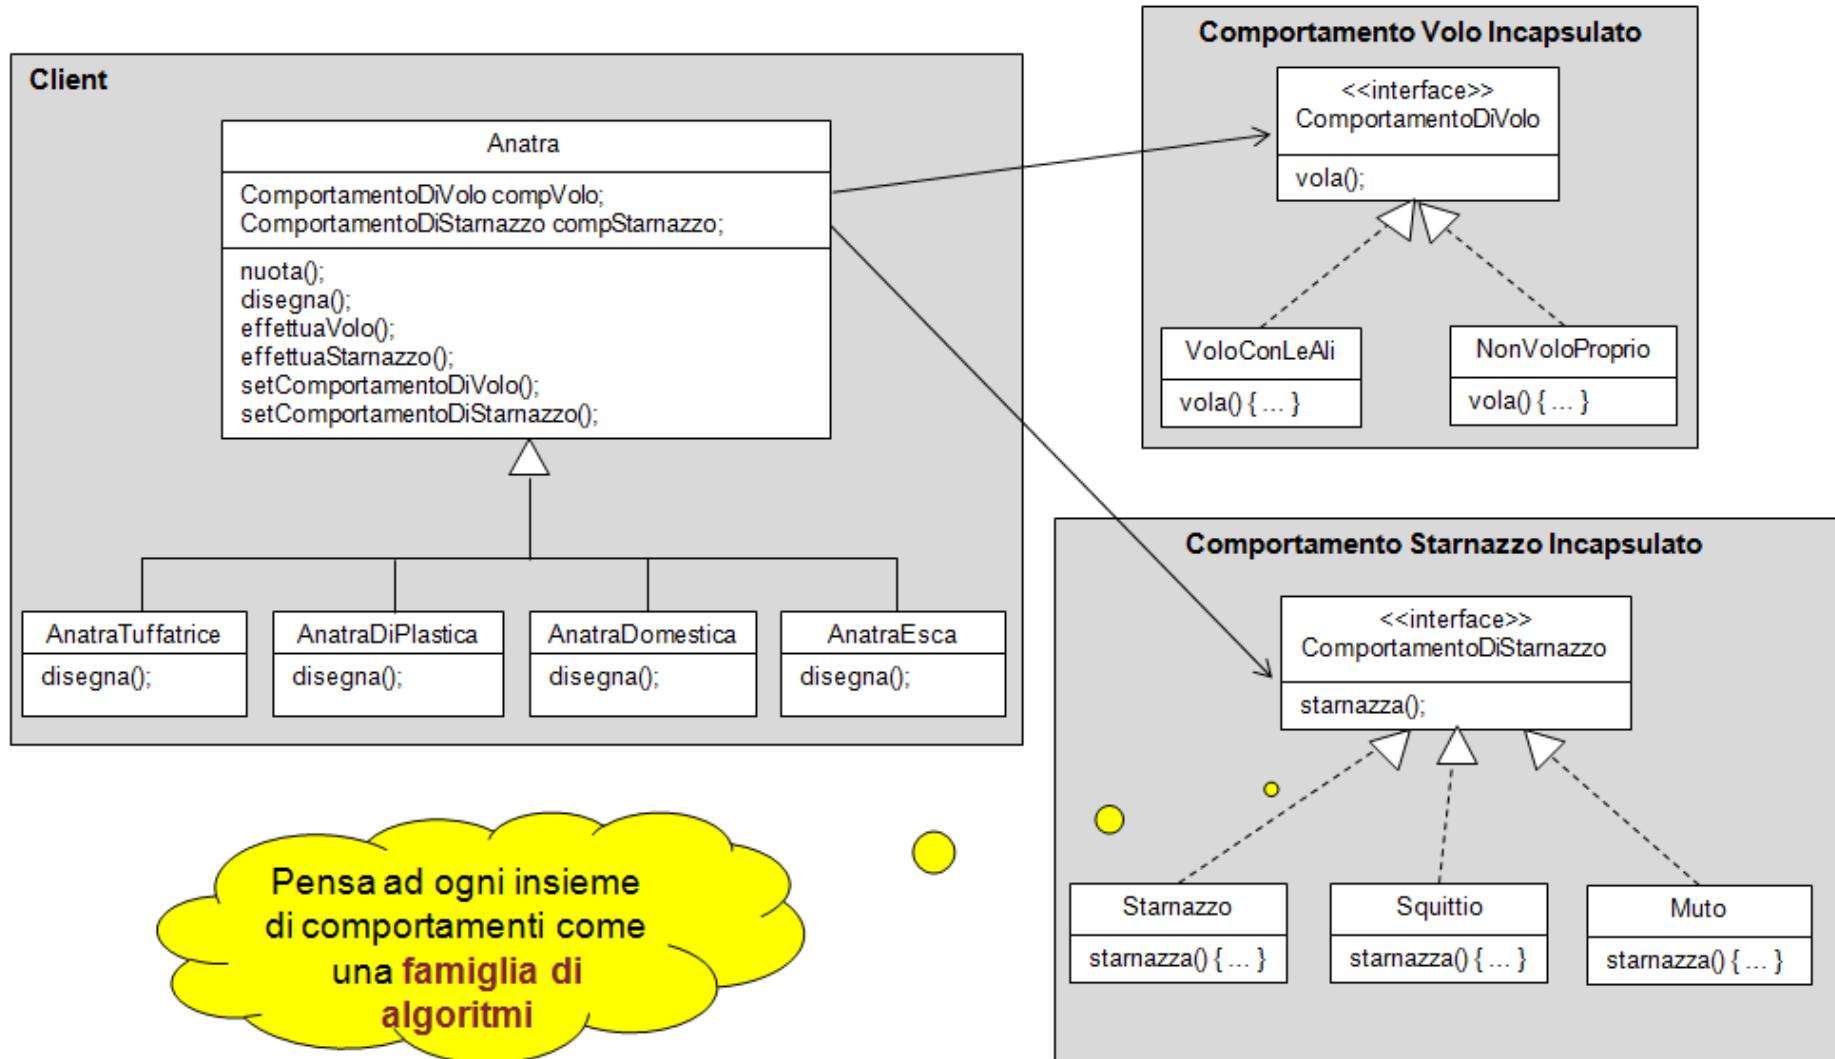 Client
Anatra
ComportamentoDiVolo compVolo;
ComportamentoDiStarnazzo compStarnazzo;
nuota();
disegna();
effettuaVolo();
effettuaStarnazzo();
setComportamentoDiVolo();
setComportamentoDiStarnazzo();
AnatraTuffatrice
disegna();
AnatraDiPlastica
disegna();
AnatraDomestica
disegna();
AnatraEsca
disegna();
Comportamento Volo Incapsulato
<<interface>>
ComportamentoDiVolo
vola();
VoloConLeAli
vola() { ... }
NonVoloProprio
vola() { ... }
Comportamento Starnazzo Incapsulato
<<interface>>
ComportamentoDiStarnazzo
starnazza();
Starnazzo
starnazza() { ... }
Squittio
starnazza() { ... }
Muto
starnazza() { ... }
Pensa ad ogni insieme
di comportamenti come
una famiglia di
algoritmi